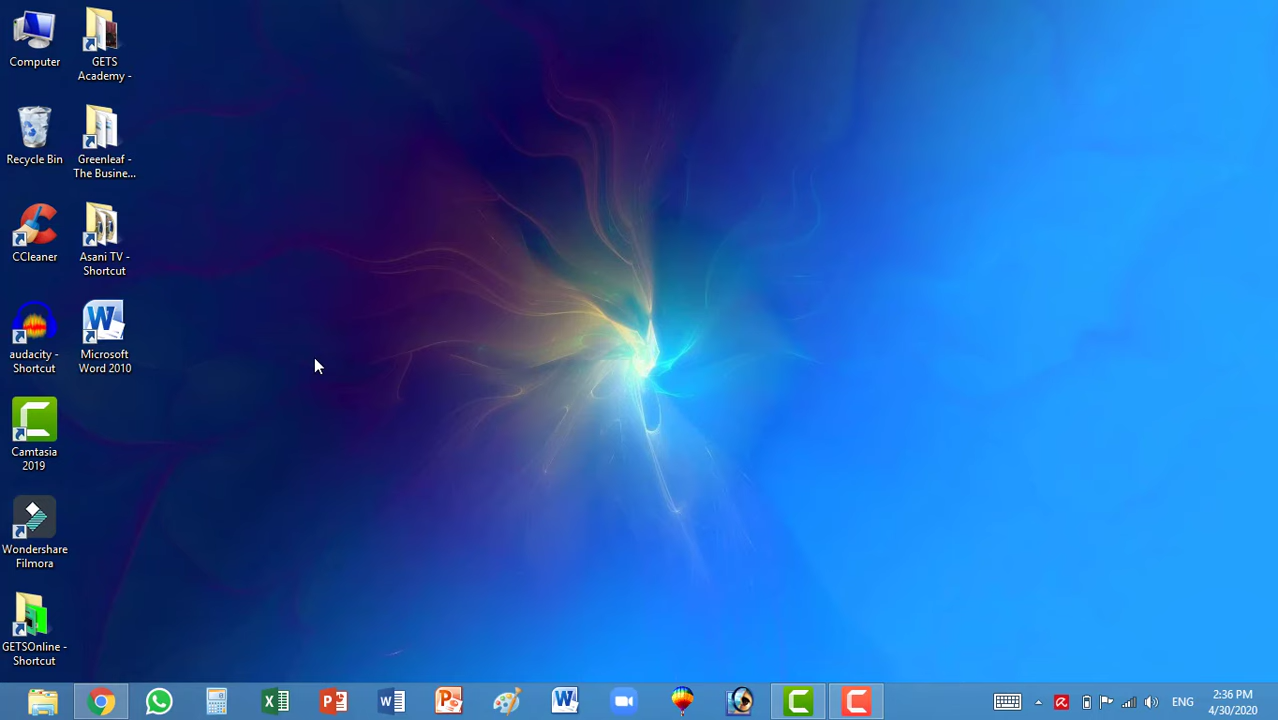 Computer
GETS
Academy -
Recycle Bin
Greenleaf -
The Busine...
CCleaner
Asani TV -
Shortcut
audacity -
Shortcut
Microsoft
Word 2010
Camtasia
2019
Wondershare
Filmora
GETSOnline -
Shortcut
ENG
2:36 PM
4/30/2020